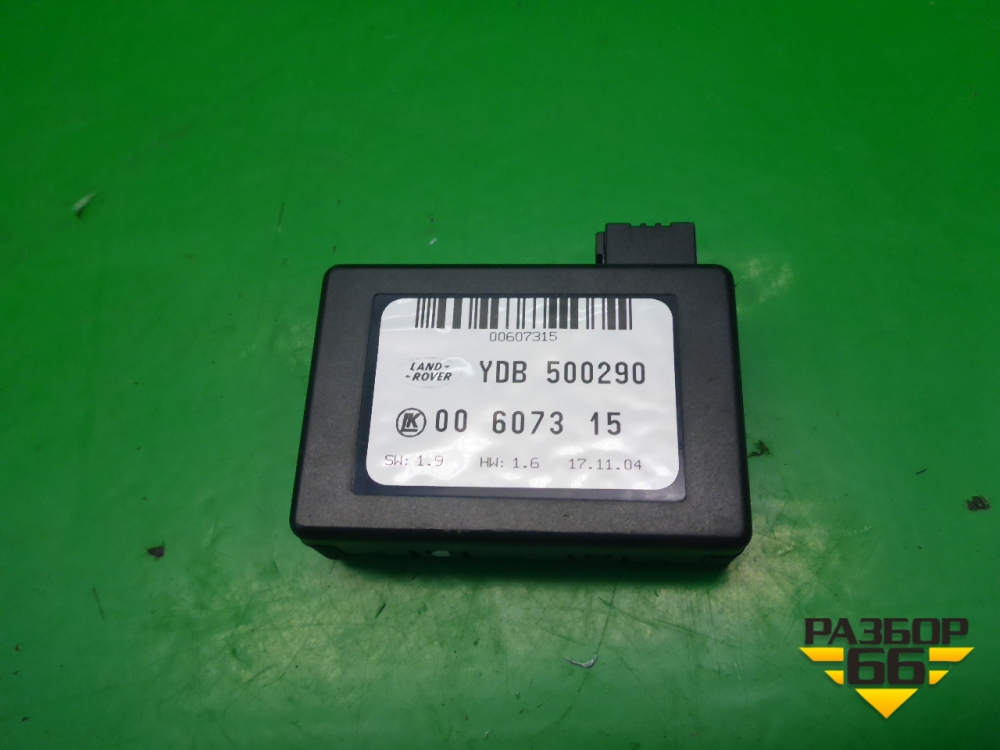 00607315
LAND-
-ROVER
YDB 500290
LK 00 6073 15
SW: 1.9 HW: 1.6 17.11.04
РАЗБОР
66